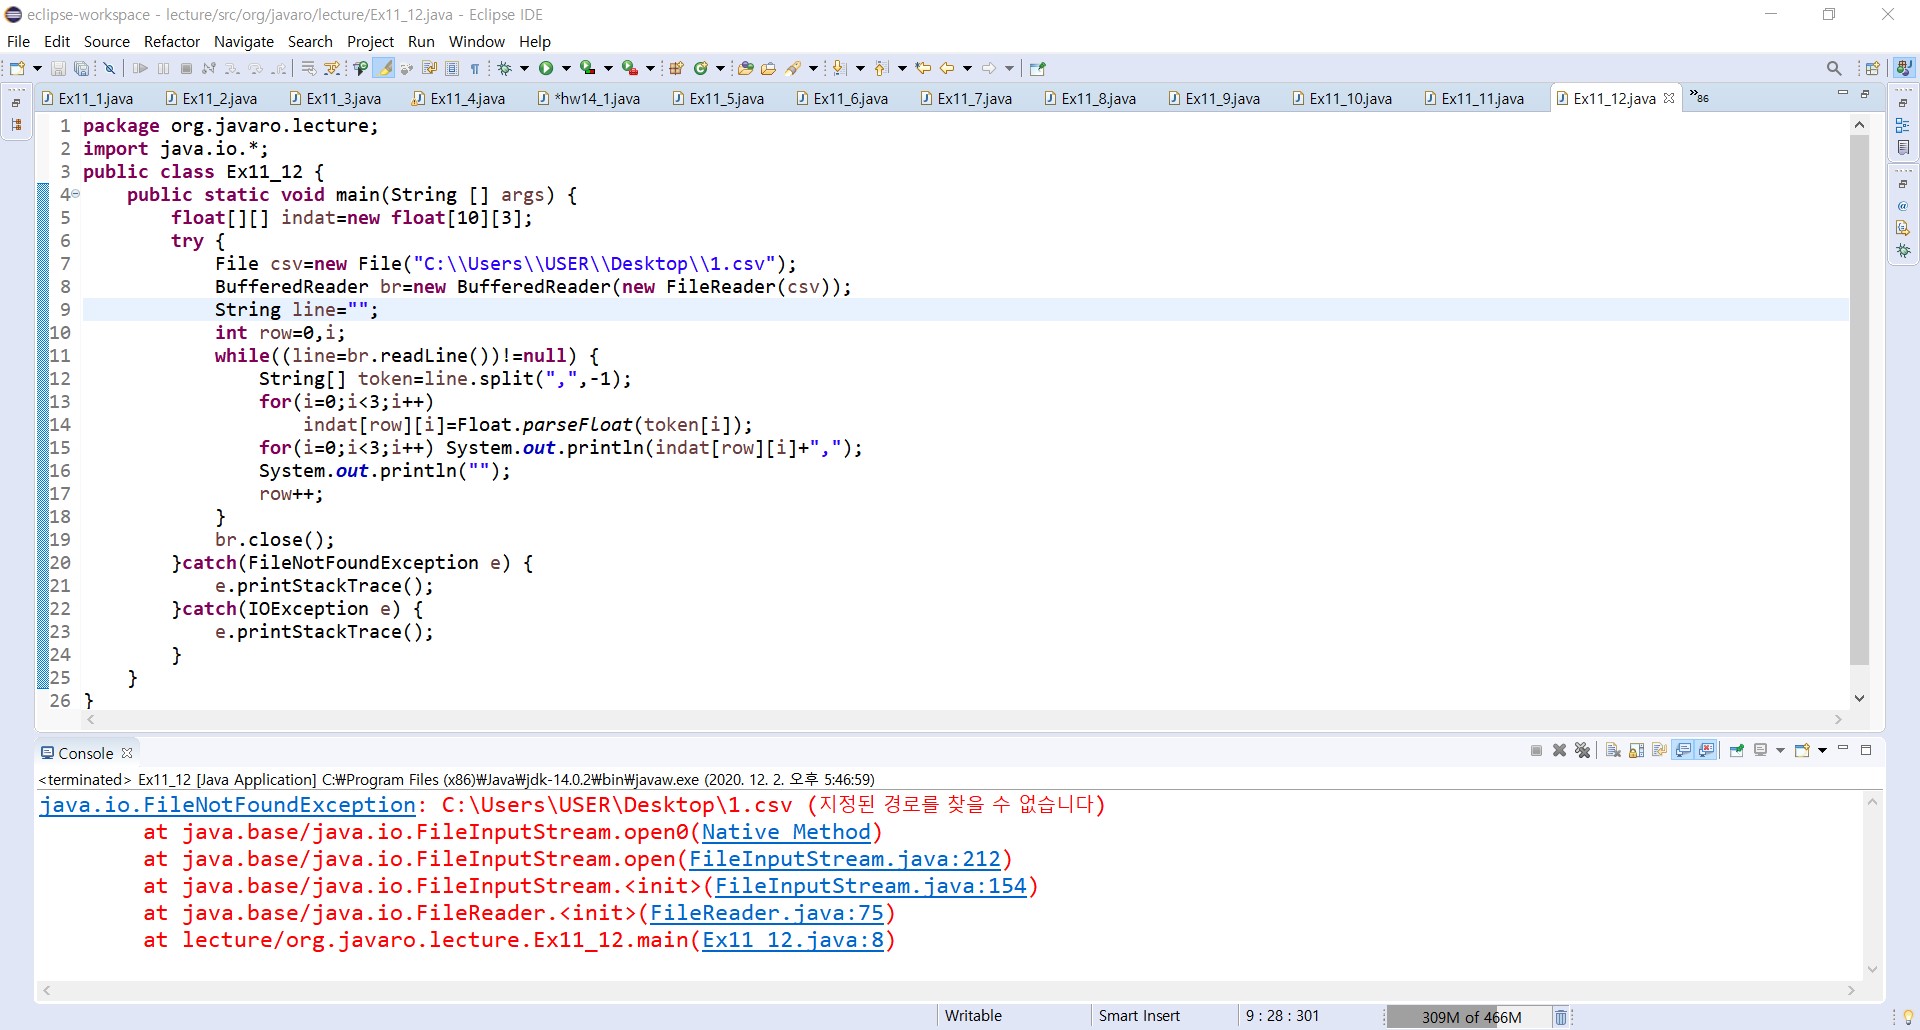 eclipse-workspace - lecture/src/org/javaro/lecture/Ex11_12.java - Eclipse IDE
File Edit Source Refactor Navigate Search Project Run Window Help
Ex11_1.java Ex11_2.java Ex11_3.java Ex11_4.java *hw14_1.java Ex11_5.java Ex11_6.java Ex11_7.java Ex11_8.java Ex11_9.java Ex11_10.java Ex11_11.java Ex11_12.java »86
1 package org.javaro.lecture;
2 import java.io.*;
3 public class Ex11_12 {
4     public static void main(String [] args) {
5         float[][] indat=new float[10][3];
6         try {
7             File csv=new File("C:\\Users\\USER\\Desktop\\1.csv");
8             BufferedReader br=new BufferedReader(new FileReader(csv));
9             String line="";
10             int row=0,i;
11             while((line=br.readLine())!=null) {
12                 String[] token=line.split(",",-1);
13                 for(i=0;i<3;i++)
14                     indat[row][i]=Float.parseFloat(token[i]);
15                 for(i=0;i<3;i++) System.out.println(indat[row][i]+",");
16                 System.out.println("");
17                 row++;
18             }
19             br.close();
20         }catch(FileNotFoundException e) {
21             e.printStackTrace();
22         }catch(IOException e) {
23             e.printStackTrace();
24         }
25     }
26 }
Console
<terminated> Ex11_12 [Java Application] C:₩Program Files (x86)₩Java₩jdk-14.0.2₩bin₩javaw.exe (2020. 12. 2. 오후 5:46:59)
java.io.FileNotFoundException: C:\Users\USER\Desktop\1.csv (지정된 경로를 찾을 수 없습니다)
at java.base/java.io.FileInputStream.open0(Native Method)
at java.base/java.io.FileInputStream.open(FileInputStream.java:212)
at java.base/java.io.FileInputStream.<init>(FileInputStream.java:154)
at java.base/java.io.FileReader.<init>(FileReader.java:75)
at lecture/org.javaro.lecture.Ex11_12.main(Ex11_12.java:8)
Writable Smart Insert 9 : 28 : 301 309M of 466M